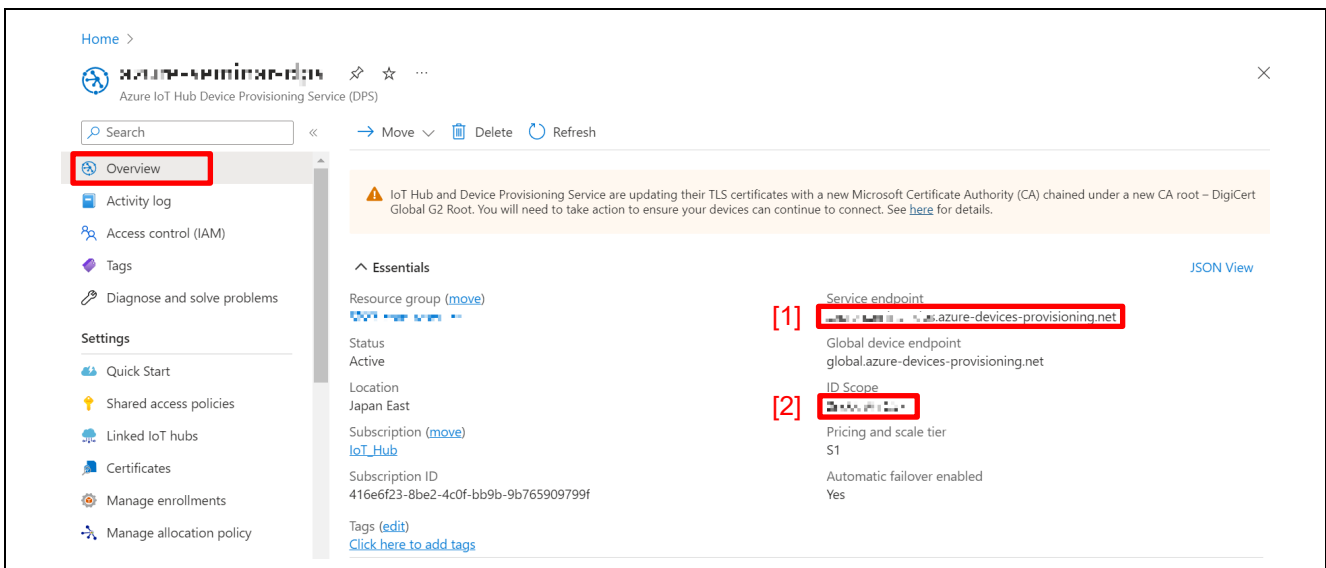 Home >
Azure IoT Hub Device Provisioning Service (DPS)
Search
«
Move
Delete
Refresh
Overview
Activity log
Access control (IAM)
Tags
Diagnose and solve problems
Settings
Quick Start
Shared access policies
Linked IoT hubs
Certificates
Manage enrollments
Manage allocation policy
IoT Hub and Device Provisioning Service are updating their TLS certificates with a new Microsoft Certificate Authority (CA) chained under a new CA root – DigiCert
Global G2 Root. You will need to take action to ensure your devices can continue to connect. See here for details.
Essentials
JSON View
Resource group (move)
Status
Active
Location
Japan East
Subscription (move)
IoT_Hub
Subscription ID
416e6f23-8be2-4c0f-bb9b-9b765909799f
Tags (edit)
Click here to add tags
Service endpoint
[1] .azure-devices-provisioning.net
Global device endpoint
global.azure-devices-provisioning.net
ID Scope
[2]
Pricing and scale tier
S1
Automatic failover enabled
Yes